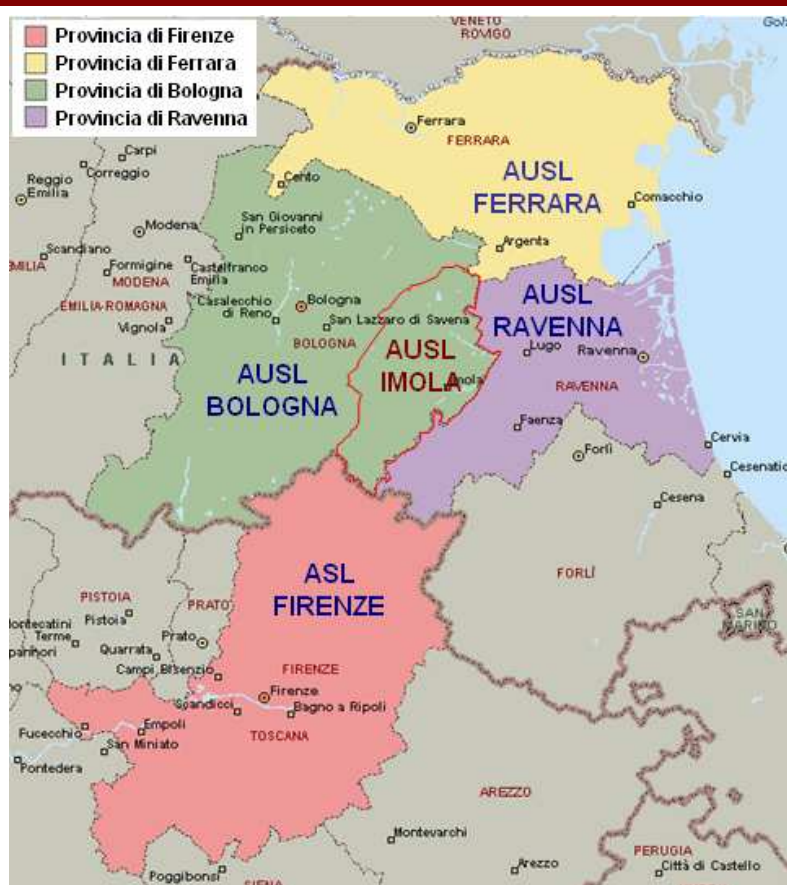 Provincia di Firenze
Provincia di Ferrara
Provincia di Bologna
Provincia di Ravenna
VENETO
ROVIGO
Ferrara
FERRARA
Carpi
Correggio
Reggio
Emilia
Cento
AUSL
FERRARA
Comacchio
San Giovanni
in Persiceto
Modena
Argenta
Scandiano
Formigine
MODENA
Castelfranco
Emilia
EMILIA-ROMAGNA
Vignola
ITALIA
Casalecchio
di Reno
Bologna
San Lazzaro di Savena
BOLOGNA
AUSL
RAVENNA
Lugo
Ravenna
RAVENNA
AUSL
IMOLA
AUSL
BOLOGNA
Faenza
Forlì
Cervia
Cesenatic
Cesena
FORLÌ
SAN
MARINO
ASL
FIRENZE
PISTOIA
Pistoia
PRATO
Prato
Montecatini
Terme
Quarrata
Campi Bisenzio
FIRENZE
Firenze
Scandicci
Bagno a Ripoli
Fucecchio
Empoli
San Miniato
TOSCANA
Pontedera
AREZZO
Montevarchi
Arezzo
Poggibonsi
SIENA
PERUGIA
Città di Castello